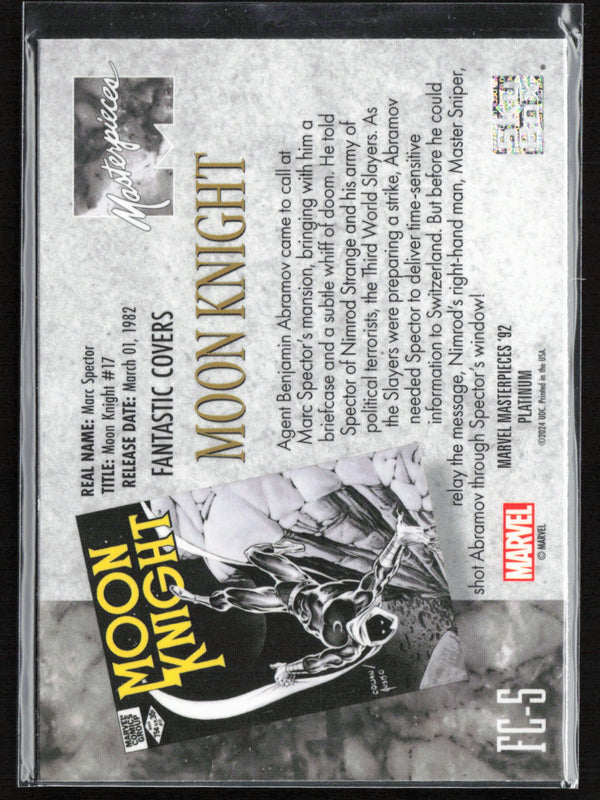 Masterpieces
REAL NAME: Marc Spector
TITLE: Moon Knight #17
RELEASE DATE: March 01, 1982
FANTASTIC COVERS
MOON KNIGHT
Agent Benjamin Abramov came to call at
Marc Spector's mansion, bringing with him a
briefcase and a subtle whiff of doom. He told
Spector of Nimrod Strange and his army of
political terrorists, the Third World Slayers. As
the Slayers were preparing a strike, Abramov
needed Spector to deliver time-sensitive
information to Switzerland. But before he could
relay the message, Nimrod's right-hand man, Master Sniper,
shot Abramov through Spector's window!
MARVEL MASTERPIECES '92
PLATINUM
©2024 UDC. Printed in the USA.
MARVEL
© MARVEL
MARVEL
COMICS
GROUP
MOON
KNIGHT
FC-5